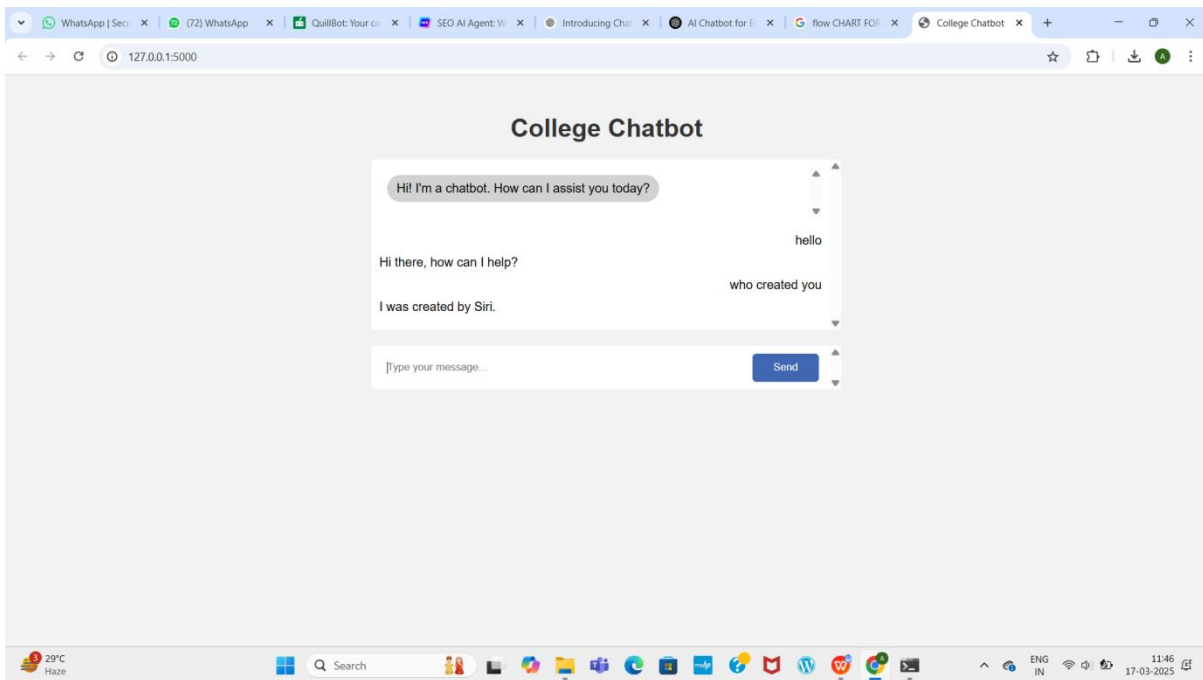 WhatsApp | Sec
(72) WhatsApp
QuillBot: Your co
SEO AI Agent: W
Introducing Cha
AI Chatbot for E
flow CHART FOR
College Chatbot
127.0.0.1:5000
A
College Chatbot
Hi! I'm a chatbot. How can I assist you today?
hello
Hi there, how can I help?
who created you
I was created by Siri.
Type your message...
Send
3
29°C
Haze
Search
ENG
IN
11:46
17-03-2025